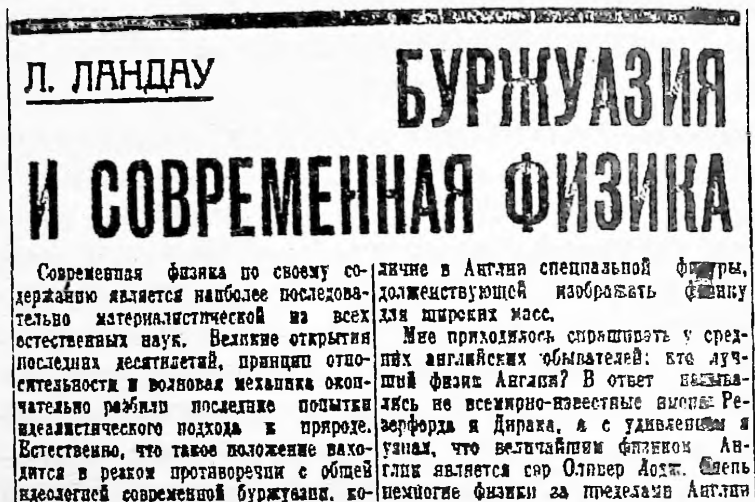 Л. ЛАНДАУ
БУРЖУАЗИЯ
И СОВРЕМЕННАЯ ФИЗИКА
Современная физика по своему со-
держанию является наиболее последова-
тельно материалистической из всех
естественных наук. Великие открытия
последних десятилетий, принцип отно-
сительности и волновая механика окон-
чательно разбили последние попытки
идеалистического подхода к природе.
Естественно, что такое положение нахо-
дится в резком противоречии с общей
идеологией современной буржуазии, ко-
личие в Англии специальной фигуры,
долженствующей изображать физику
для широких масс.
Мне приходилось спрашивать у сред-
них английских обывателей: кто луч-
ший физик Англии? В ответ называ-
лись не всемирно-известные имена Ре-
зерфорда и Дирака, а с удивлением я
узнал, что величайшим физиком Ан-
глии является сэр Оливер Лодж. Очень
немногие физики за пределами Англии